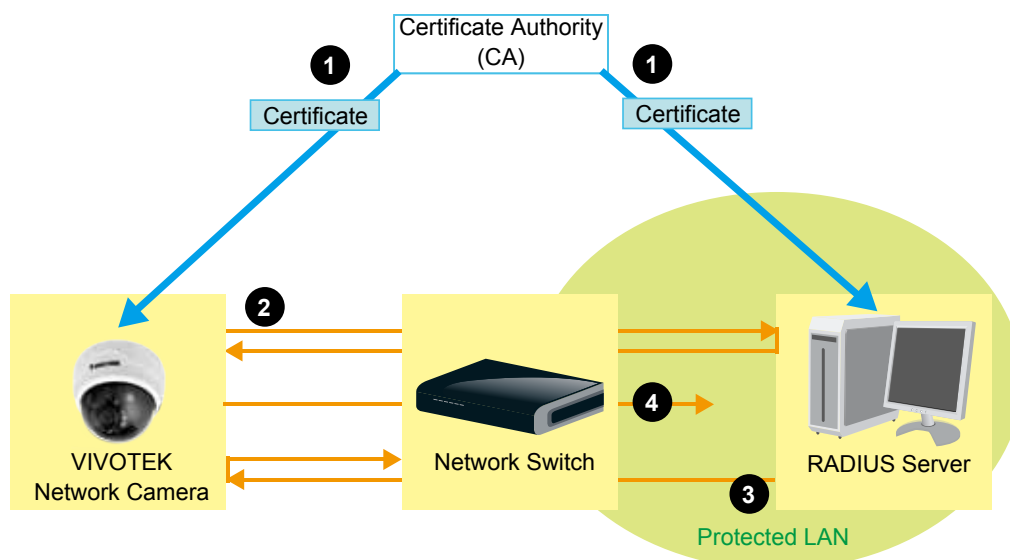 Certificate Authority
(CA)
1
1
Certificate
Certificate
2
4
VIVOTEK
Network Camera
Network Switch
RADIUS Server
3
Protected LAN